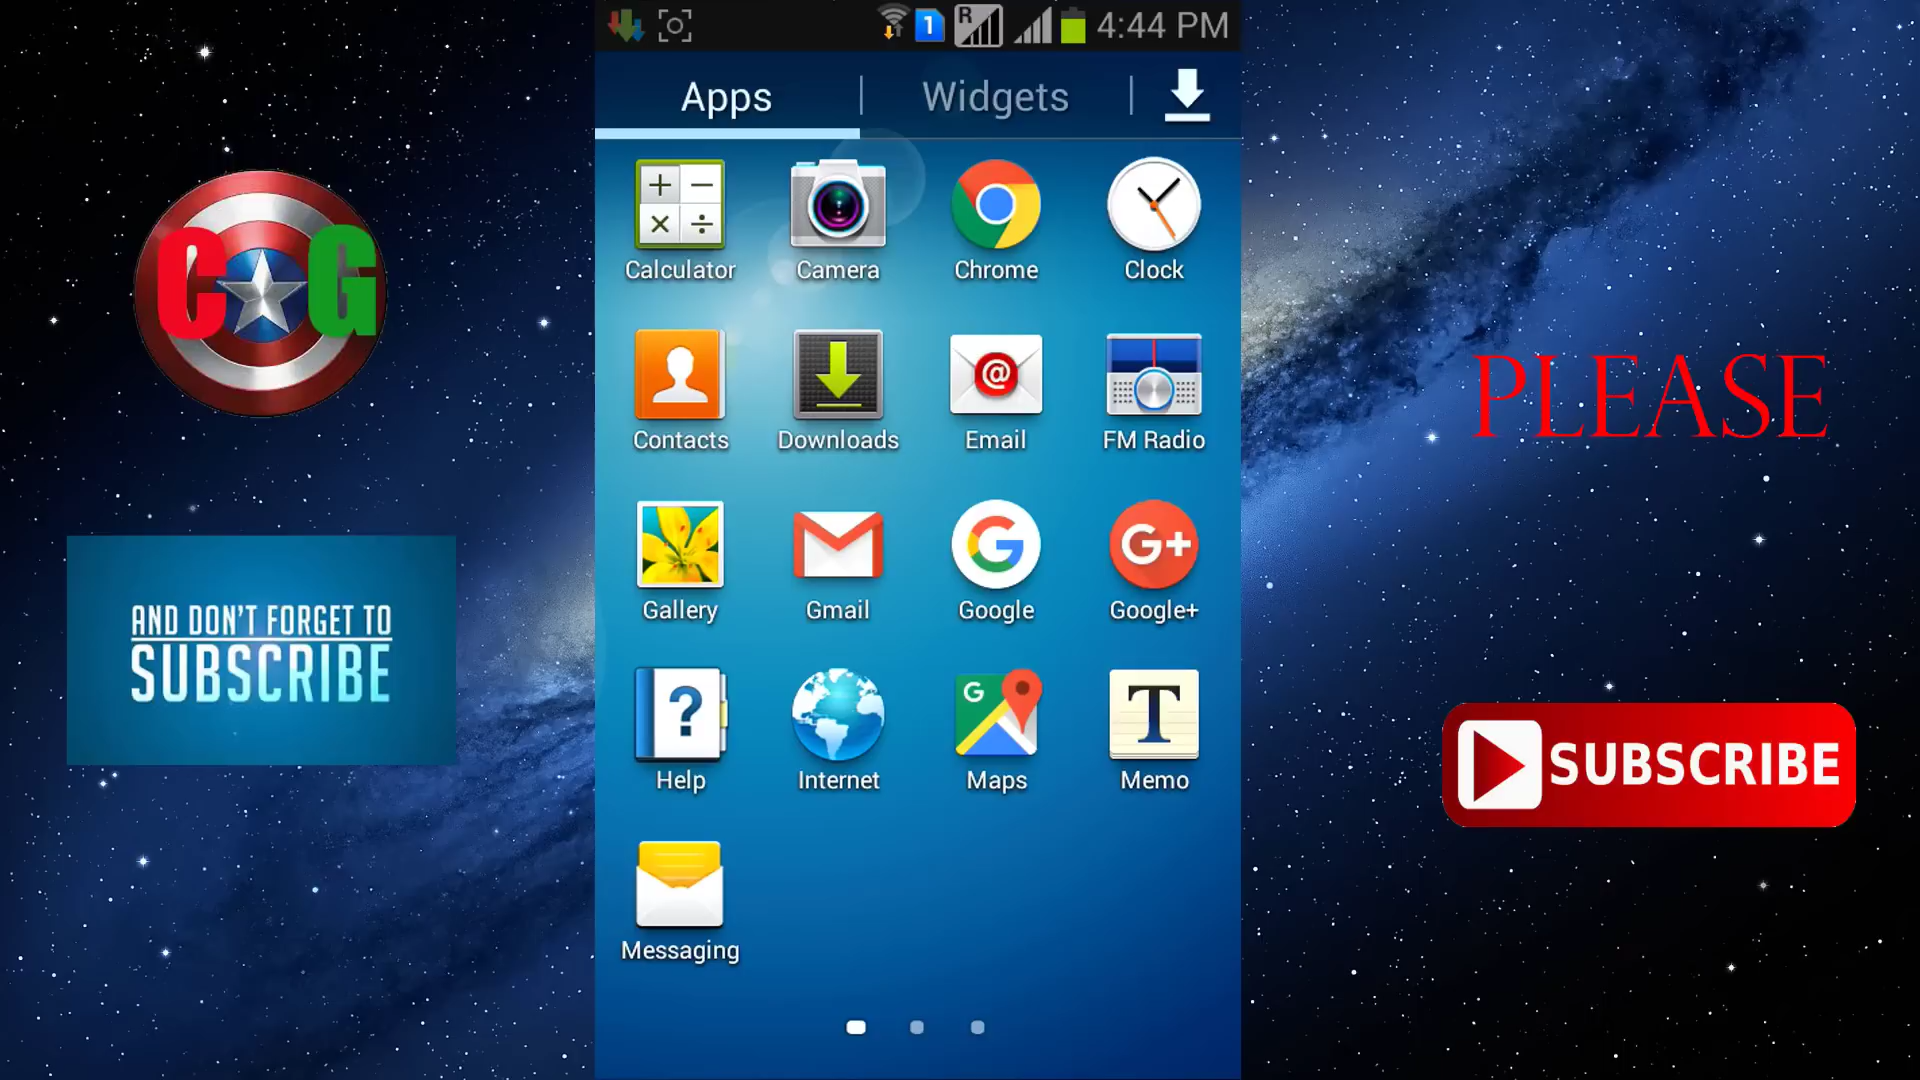 1 R 4:44 PM
Apps Widgets
Calculator Camera Chrome Clock
Contacts Downloads Email FM Radio
Gallery Gmail Google Google+
Help Internet Maps Memo
Messaging
C G
AND DON'T FORGET TO
SUBSCRIBE
PLEASE
SUBSCRIBE
@
G
G+
?
G
T